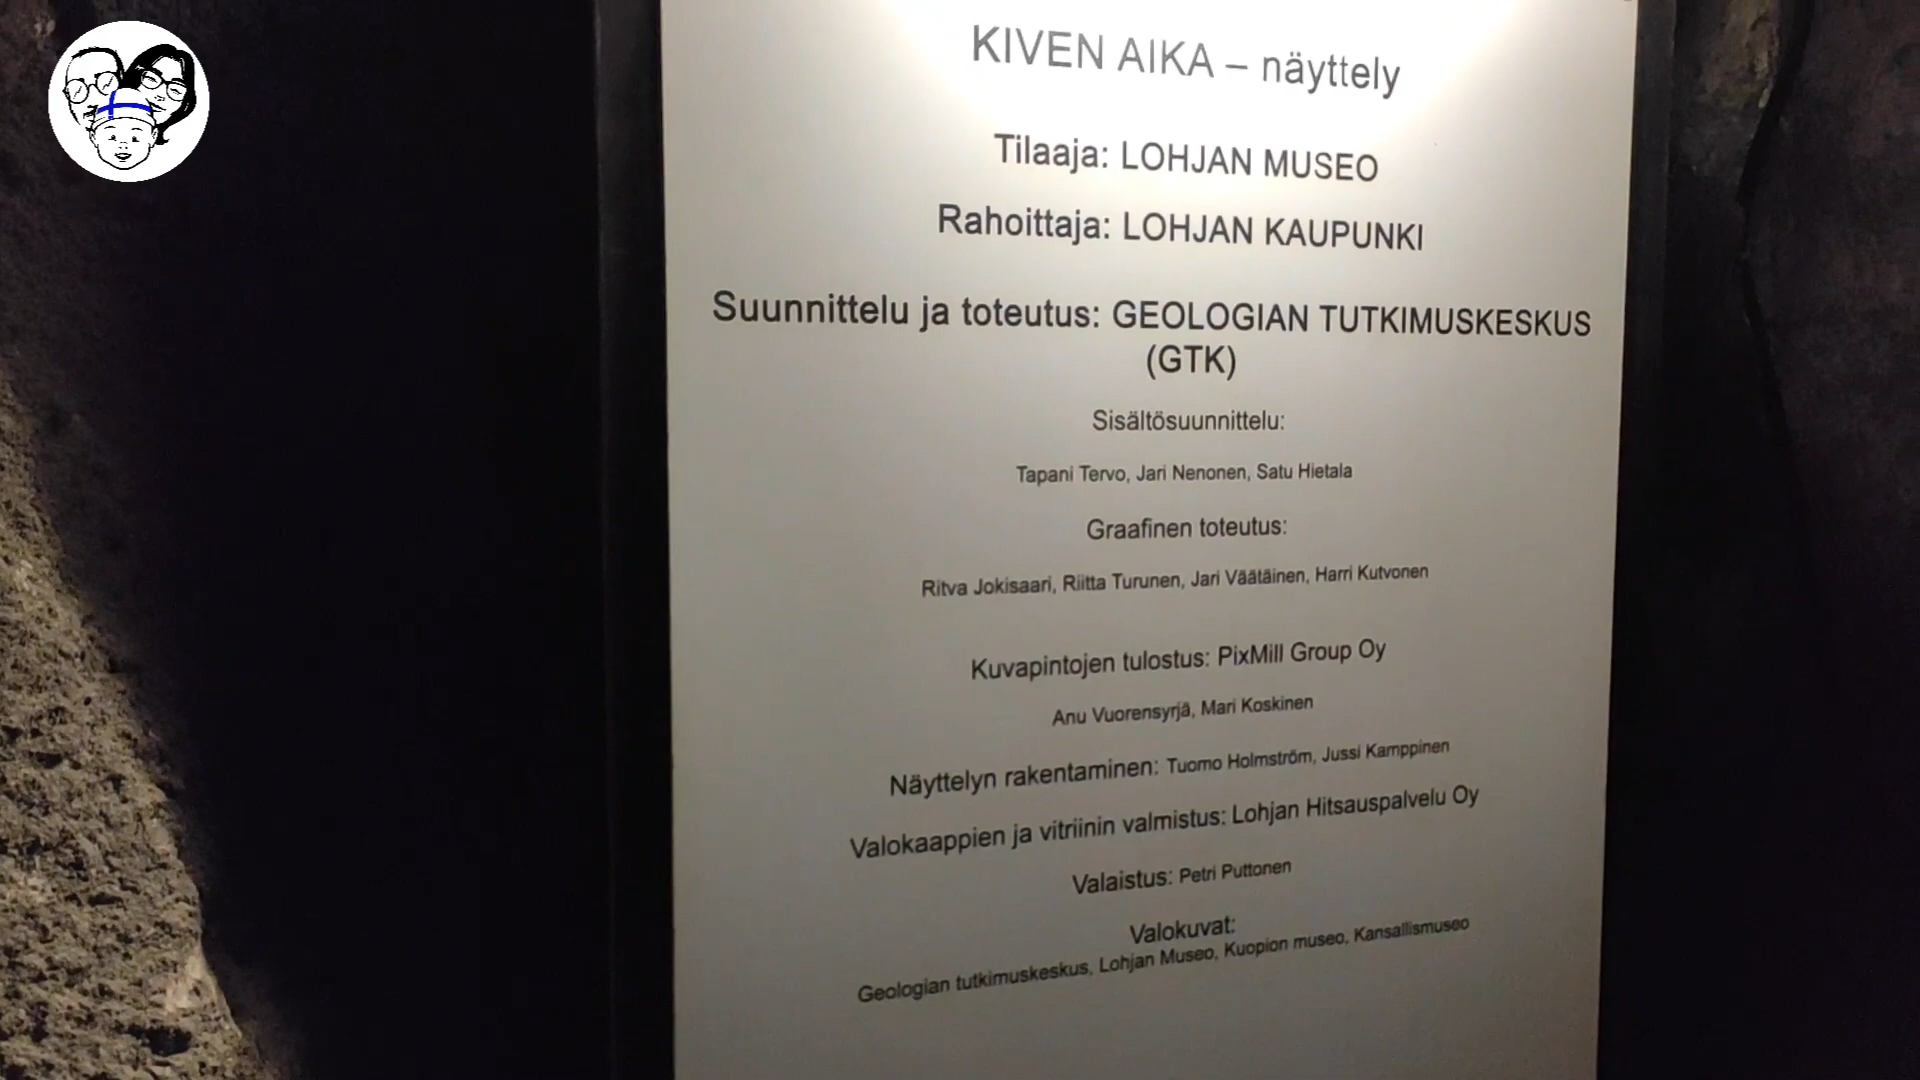 KIVEN AIKA – näyttely
Tilaaja: LOHJAN MUSEO
Rahoittaja: LOHJAN KAUPUNKI
Suunnittelu ja toteutus: GEOLOGIAN TUTKIMUSKESKUS
(GTK)
Sisältösuunnittelu:
Tapani Tervo, Jari Nenonen, Satu Hietala
Graafinen toteutus:
Ritva Jokisaari, Riitta Turunen, Jari Väätäinen, Harri Kutvonen
Kuvapintojen tulostus: PixMill Group Oy
Anu Vuorensyrjä, Mari Koskinen
Näyttelyn rakentaminen: Tuomo Holmström, Jussi Kamppinen
Valokaappien ja vitriinin valmistus: Lohjan Hitsauspalvelu Oy
Valaistus: Petri Puttonen
Valokuvat:
Geologian tutkimuskeskus, Lohjan Museo, Kuopion museo, Kansallismuseo